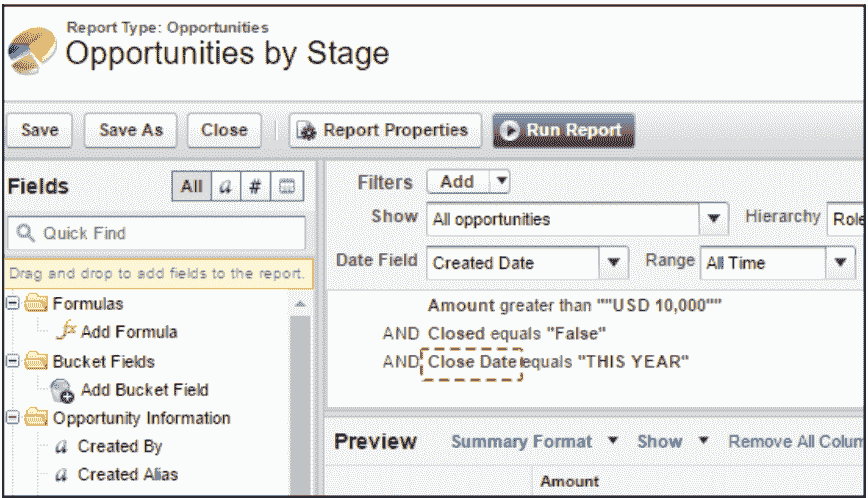 Report Type: Opportunities
Opportunities by Stage
Save Save As Close Report Properties Run Report
Fields All a #
Quick Find
Drag and drop to add fields to the report.
Formulas
fx Add Formula
Bucket Fields
Add Bucket Field
Opportunity Information
a Created By
a Created Alias
Filters Add
Show All opportunities Hierarchy Role
Date Field Created Date Range All Time
Amount greater than ""USD 10,000""
AND Closed equals "False"
AND Close Date equals "THIS YEAR"
Preview Summary Format Show Remove All Colum
Amount